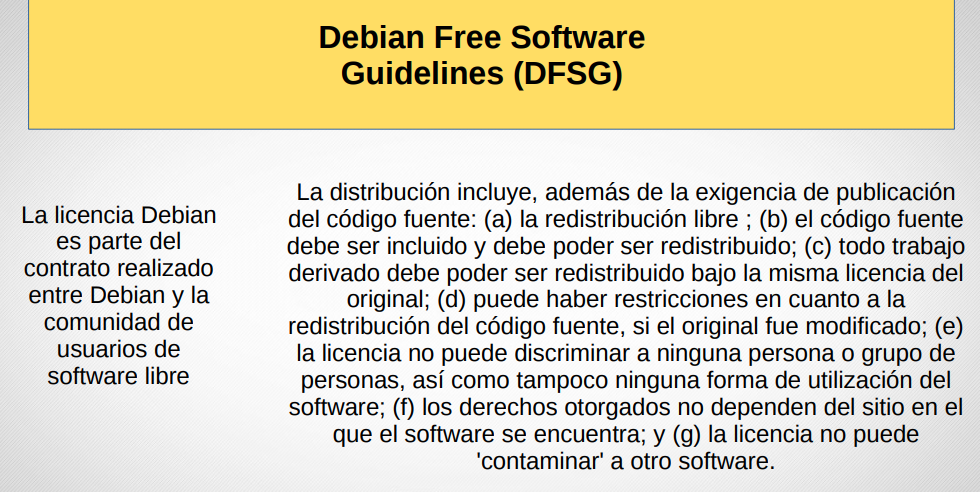 Debian Free Software
Guidelines (DFSG)
La licencia Debian
es parte del
contrato realizado
entre Debian y la
comunidad de
usuarios de
software libre
La distribución incluye, además de la exigencia de publicación
del código fuente: (a) la redistribución libre ; (b) el código fuente
debe ser incluido y debe poder ser redistribuido; (c) todo trabajo
derivado debe poder ser redistribuido bajo la misma licencia del
original; (d) puede haber restricciones en cuanto a la
redistribución del código fuente, si el original fue modificado; (e)
la licencia no puede discriminar a ninguna persona o grupo de
personas, así como tampoco ninguna forma de utilización del
software; (f) los derechos otorgados no dependen del sitio en el
que el software se encuentra; y (g) la licencia no puede
'contaminar' a otro software.